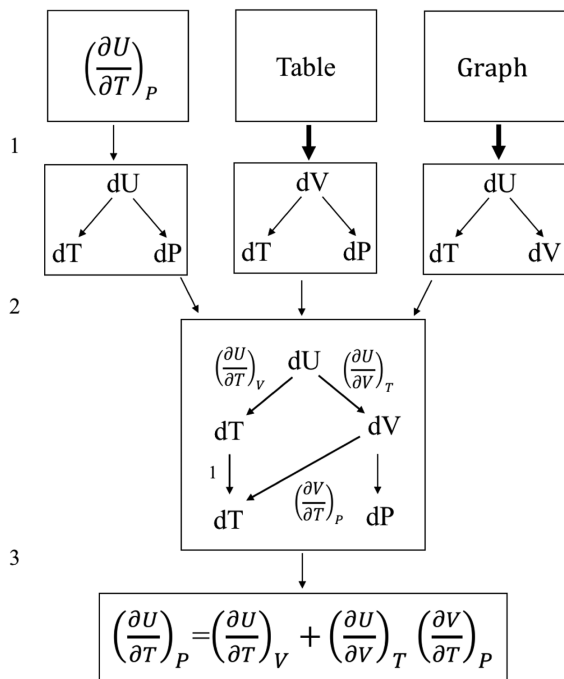 (∂U/∂T)_P Table Graph
1
dU dV dU
dT dP dT dP dT dV
2
(∂U/∂T)_V dU (∂U/∂V)_T
dT dV
1 (∂V/∂T)_P
dT dP
3
(∂U/∂T)_P=(∂U/∂T)_V + (∂U/∂V)_T (∂V/∂T)_P